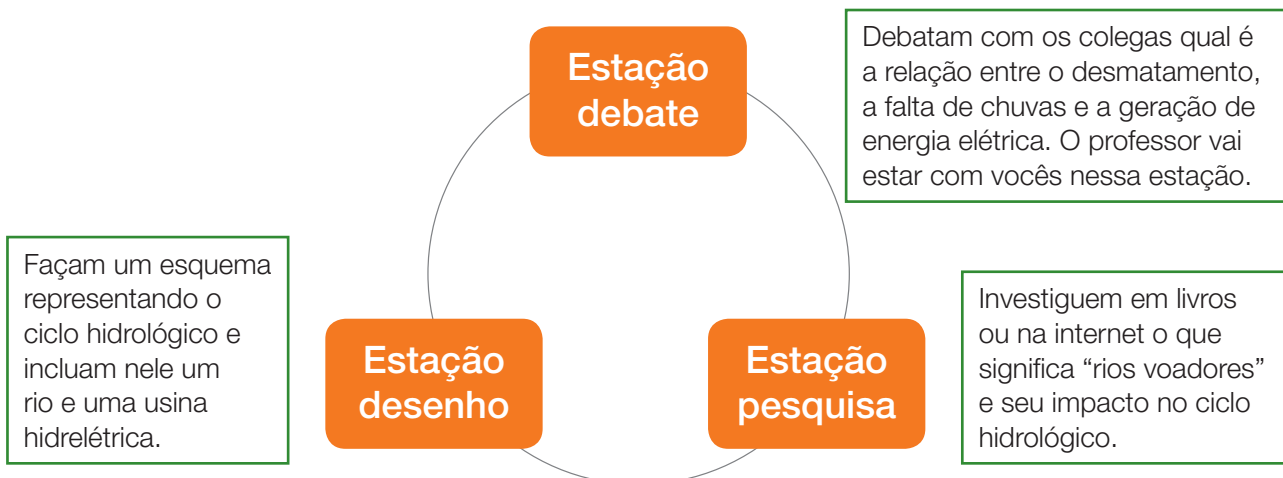 Estação
debate
Debatam com os colegas qual é
a relação entre o desmatamento,
a falta de chuvas e a geração de
energia elétrica. O professor vai
estar com vocês nessa estação.
Façam um esquema
representando o
ciclo hidrológico e
incluam nele um
rio e uma usina
hidrelétrica.
Estação
desenho
Estação
pesquisa
Investiguem em livros
ou na internet o que
significa “rios voadores”
e seu impacto no ciclo
hidrológico.